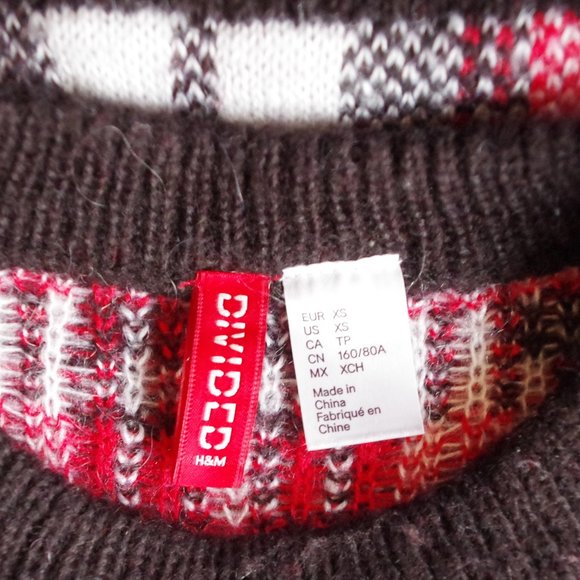 DIVIDED
H&M
EUR XS
US XS
CA TP
CN 160/80A
MX XCH
Made in
China
Fabriqué en
Chine